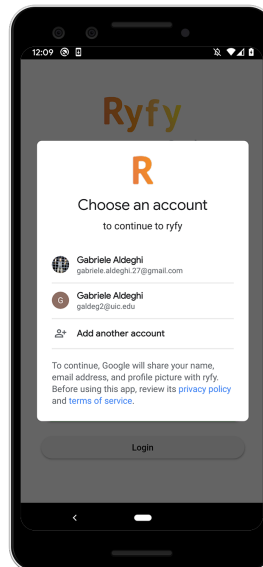 12:09
Ryfy
R
Choose an account
to continue to ryfy
Gabriele Aldeghi
gabriele.aldeghi.27@gmail.com
G
Gabriele Aldeghi
galdeg2@uic.edu
Add another account
To continue, Google will share your name,
email address, and profile picture with ryfy.
Before using this app, review its privacy policy
and terms of service.
Login